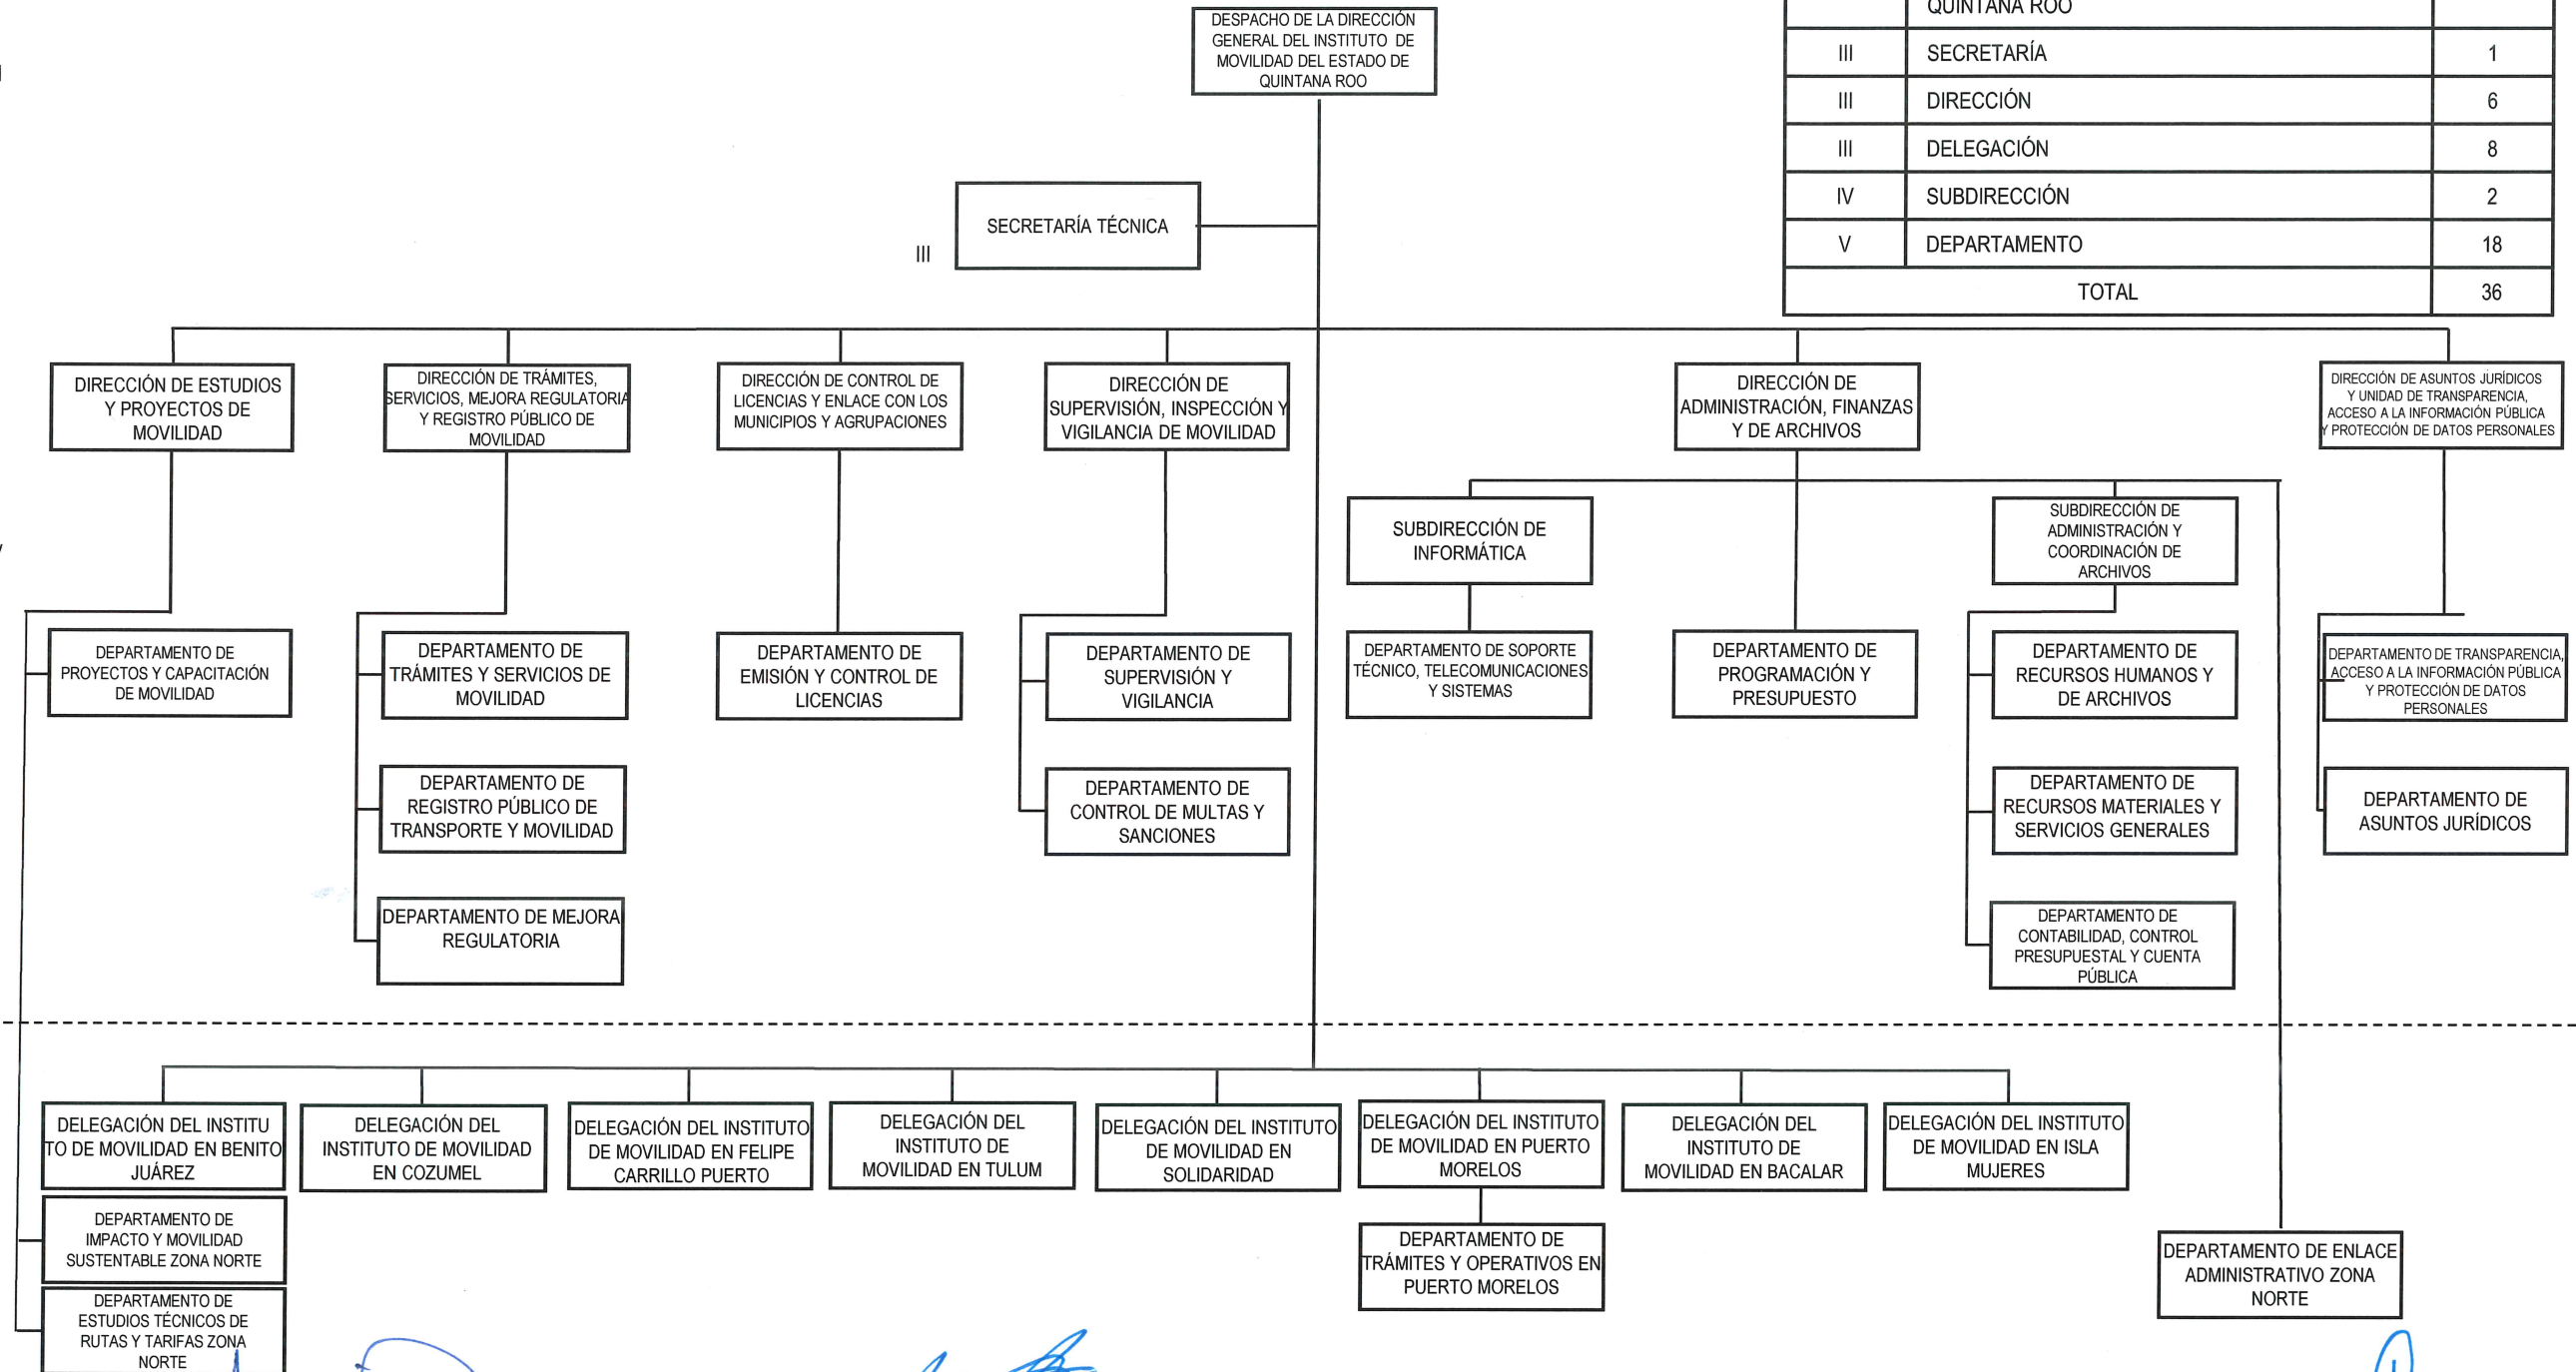 DESPACHO DE LA DIRECCIÓN
GENERAL DEL INSTITUTO DE
MOVILIDAD DEL ESTADO DE
QUINTANA ROO
QUINTANA ROO
III SECRETARÍA 1
III DIRECCIÓN 6
III DELEGACIÓN 8
IV SUBDIRECCIÓN 2
V DEPARTAMENTO 18
TOTAL 36
SECRETARÍA TÉCNICA
III
DIRECCIÓN DE ESTUDIOS
Y PROYECTOS DE
MOVILIDAD
DIRECCIÓN DE TRÁMITES,
SERVICIOS, MEJORA REGULATORIA
Y REGISTRO PÚBLICO DE
MOVILIDAD
DIRECCIÓN DE CONTROL DE
LICENCIAS Y ENLACE CON LOS
MUNICIPIOS Y AGRUPACIONES
DIRECCIÓN DE
SUPERVISIÓN, INSPECCIÓN Y
VIGILANCIA DE MOVILIDAD
DIRECCIÓN DE
ADMINISTRACIÓN, FINANZAS
Y DE ARCHIVOS
DIRECCIÓN DE ASUNTOS JURÍDICOS
Y UNIDAD DE TRANSPARENCIA,
ACCESO A LA INFORMACIÓN PÚBLICA
Y PROTECCIÓN DE DATOS PERSONALES
SUBDIRECCIÓN DE
INFORMÁTICA
SUBDIRECCIÓN DE
ADMINISTRACIÓN Y
COORDINACIÓN DE
ARCHIVOS
DEPARTAMENTO DE
PROYECTOS Y CAPACITACIÓN
DE MOVILIDAD
DEPARTAMENTO DE
TRÁMITES Y SERVICIOS DE
MOVILIDAD
DEPARTAMENTO DE
EMISIÓN Y CONTROL DE
LICENCIAS
DEPARTAMENTO DE
SUPERVISIÓN Y
VIGILANCIA
DEPARTAMENTO DE SOPORTE
TÉCNICO, TELECOMUNICACIONES
Y SISTEMAS
DEPARTAMENTO DE
PROGRAMACIÓN Y
PRESUPUESTO
DEPARTAMENTO DE
RECURSOS HUMANOS Y
DE ARCHIVOS
DEPARTAMENTO DE TRANSPARENCIA,
ACCESO A LA INFORMACIÓN PÚBLICA
Y PROTECCIÓN DE DATOS
PERSONALES
DEPARTAMENTO DE
REGISTRO PÚBLICO DE
TRANSPORTE Y MOVILIDAD
DEPARTAMENTO DE
CONTROL DE MULTAS Y
SANCIONES
DEPARTAMENTO DE
RECURSOS MATERIALES Y
SERVICIOS GENERALES
DEPARTAMENTO DE
ASUNTOS JURÍDICOS
DEPARTAMENTO DE MEJORA
REGULATORIA
DEPARTAMENTO DE
CONTABILIDAD, CONTROL
PRESUPUESTAL Y CUENTA
PÚBLICA
DELEGACIÓN DEL INSTITU
TO DE MOVILIDAD EN BENITO
JUÁREZ
DELEGACIÓN DEL
INSTITUTO DE MOVILIDAD
EN COZUMEL
DELEGACIÓN DEL INSTITUTO
DE MOVILIDAD EN FELIPE
CARRILLO PUERTO
DELEGACIÓN DEL
INSTITUTO DE
MOVILIDAD EN TULUM
DELEGACIÓN DEL INSTITUTO
DE MOVILIDAD EN
SOLIDARIDAD
DELEGACIÓN DEL INSTITUTO
DE MOVILIDAD EN PUERTO
MORELOS
DELEGACIÓN DEL
INSTITUTO DE
MOVILIDAD EN BACALAR
DELEGACIÓN DEL INSTITUTO
DE MOVILIDAD EN ISLA
MUJERES
DEPARTAMENTO DE
IMPACTO Y MOVILIDAD
SUSTENTABLE ZONA NORTE
DEPARTAMENTO DE
TRÁMITES Y OPERATIVOS EN
PUERTO MORELOS
DEPARTAMENTO DE ENLACE
ADMINISTRATIVO ZONA
NORTE
DEPARTAMENTO DE
ESTUDIOS TÉCNICOS DE
RUTAS Y TARIFAS ZONA
NORTE